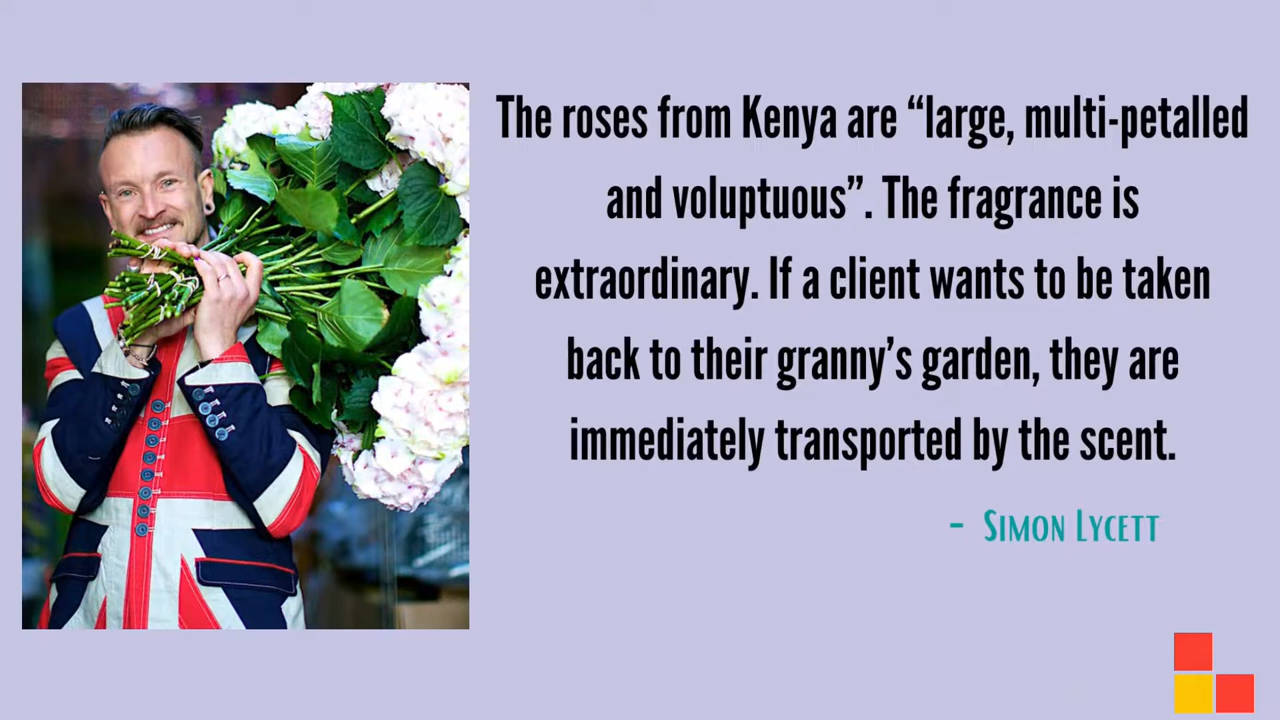 The roses from Kenya are “large, multi-petalled
and voluptuous”. The fragrance is
extraordinary. If a client wants to be taken
back to their granny’s garden, they are
immediately transported by the scent.
- Simon Lycett